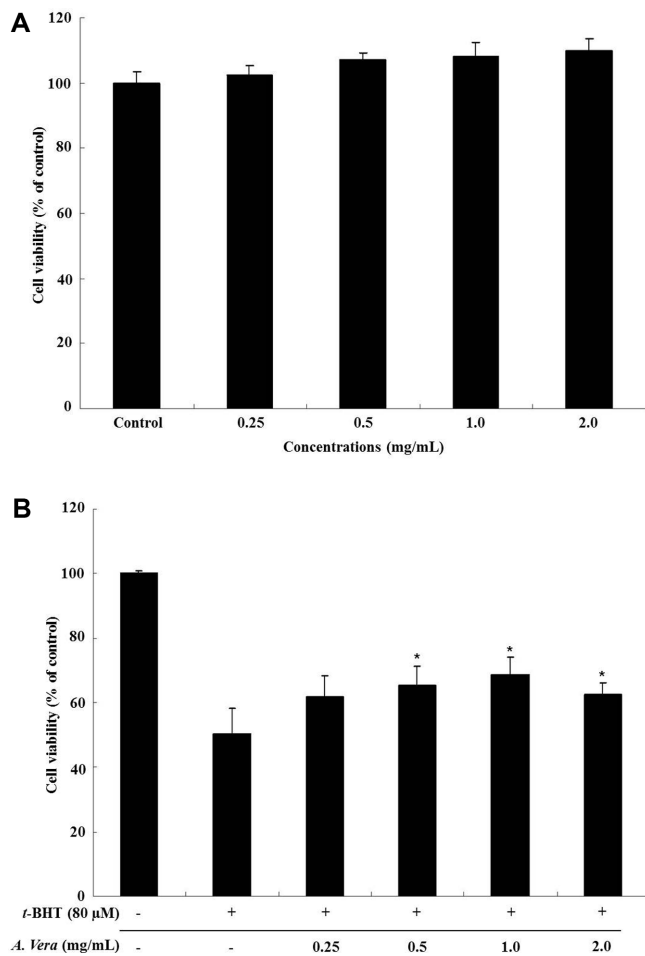 A
Cell viability (% of control)
120
100
80
60
40
20
0
Control 0.25 0.5 1.0 2.0
Concentrations (mg/mL)
B
Cell viability (% of control)
120
100
80
60
40
20
0
* * *
t-BHT (80 µM) - + + + + +
A. Vera (mg/mL) - - 0.25 0.5 1.0 2.0